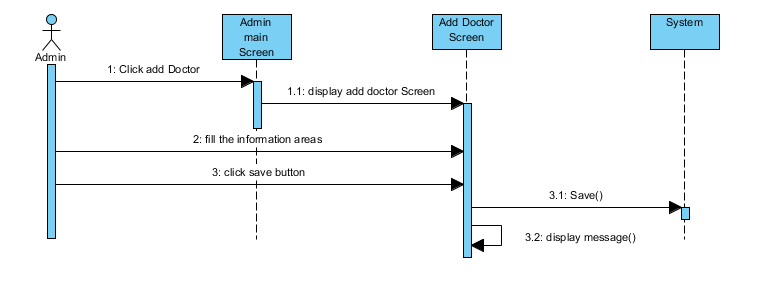 Admin
main
Screen
Add Doctor
Screen
System
Admin
1: Click add Doctor
1.1: display add doctor Screen
2: fill the information areas
3: click save button
3.1: Save()
3.2: display message()